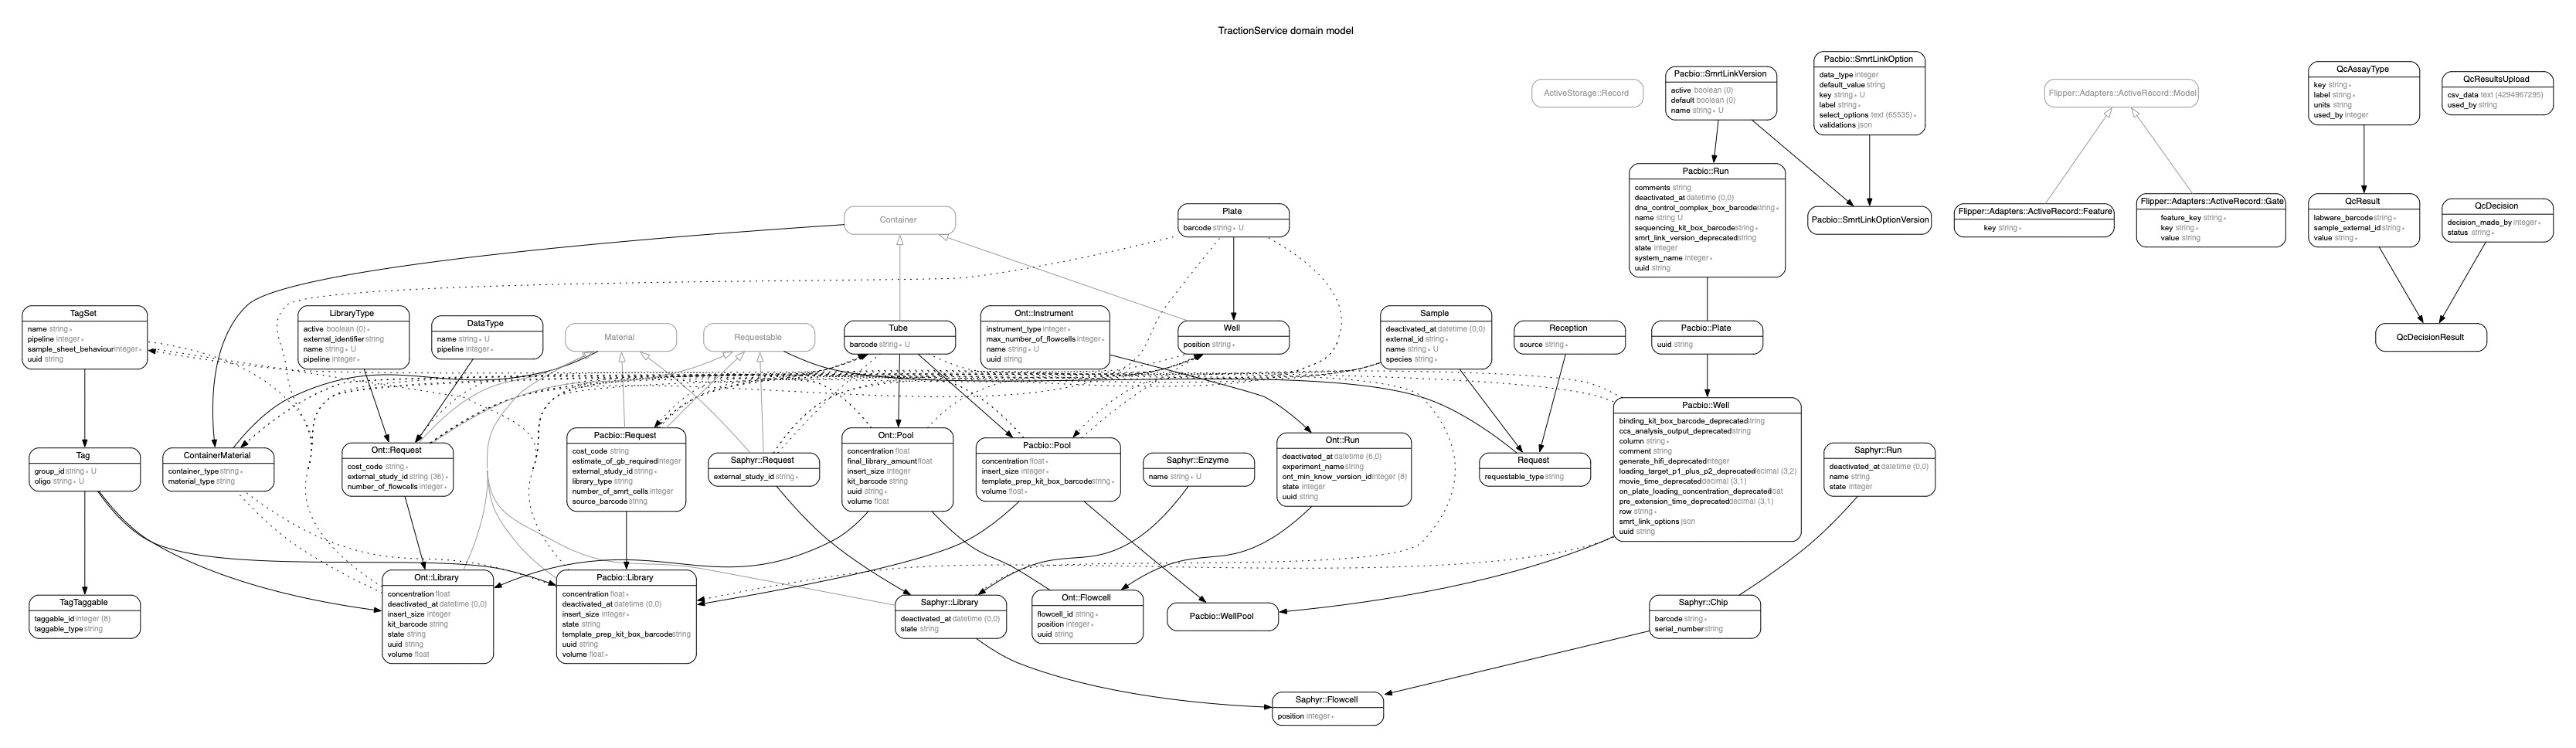 TractionService domain model
ActiveStorage::Record
Pacbio::SmrtLinkVersion
active boolean (0)
default boolean (0)
name string ∗ U
Pacbio::SmrtLinkOption
data_type integer
default_value string
key string ∗ U
label string ∗
select_options text (65535) ∗
validations json
Flipper::Adapters::ActiveRecord::Model
QcAssayType
key string ∗
label string ∗
units string
used_by integer
QcResultsUpload
csv_data text (4294967295)
used_by string
Container
Plate
barcode string ∗ U
Pacbio::Run
comments string
deactivated_at datetime (0,0)
dna_control_complex_box_barcode string ∗
name string U
sequencing_kit_box_barcode string ∗
smrt_link_version_deprecated string
state integer
system_name integer ∗
uuid string
Pacbio::SmrtLinkOptionVersion
Flipper::Adapters::ActiveRecord::Feature
key string ∗
Flipper::Adapters::ActiveRecord::Gate
feature_key string ∗
key string ∗
value string
QcResult
labware_barcode string ∗
sample_external_id string ∗
value string ∗
QcDecision
decision_made_by integer ∗
status string ∗
TagSet
name string ∗
pipeline integer ∗
sample_sheet_behaviour integer ∗
uuid string
LibraryType
active boolean (0) ∗
external_identifier string
name string ∗ U
pipeline integer ∗
DataType
name string ∗ U
pipeline integer ∗
Material
Requestable
Tube
barcode string ∗ U
Ont::Instrument
instrument_type integer ∗
max_number_of_flowcells integer ∗
name string ∗ U
uuid string
Well
position string ∗
Sample
deactivated_at datetime (0,0)
external_id string ∗
name string ∗ U
species string ∗
Reception
source string ∗
Pacbio::Plate
uuid string
QcDecisionResult
Tag
group_id string ∗ U
oligo string ∗ U
ContainerMaterial
container_type string ∗
material_type string
Ont::Request
cost_code string ∗
external_study_id string (36) ∗
number_of_flowcells integer ∗
Pacbio::Request
cost_code string
estimate_of_gb_required integer
external_study_id string ∗
library_type string
number_of_smrt_cells integer
source_barcode string
Saphyr::Request
external_study_id string ∗
Ont::Pool
concentration float
final_library_amount float
insert_size integer
kit_barcode string
uuid string ∗
volume float
Pacbio::Pool
concentration float ∗
insert_size integer ∗
template_prep_kit_box_barcode string ∗
volume float ∗
Saphyr::Enzyme
name string ∗ U
Ont::Run
deactivated_at datetime (6,0)
experiment_name string
ont_min_know_version_id integer (8)
state integer
uuid string
Request
requestable_type string
Pacbio::Well
binding_kit_box_barcode_deprecated string
ccs_analysis_output_deprecated string
column string ∗
comment string
generate_hifi_deprecated integer
loading_target_p1_plus_p2_deprecated decimal (3,2)
movie_time_deprecated decimal (3,1)
on_plate_loading_concentration_deprecated float
pre_extension_time_deprecated decimal (3,1)
row string ∗
smrt_link_options json
uuid string
Saphyr::Run
deactivated_at datetime (0,0)
name string
state integer
TagTaggable
taggable_id integer (8)
taggable_type string
Ont::Library
concentration float
deactivated_at datetime (0,0)
insert_size integer
kit_barcode string
state string
uuid string
volume float
Pacbio::Library
concentration float ∗
deactivated_at datetime (0,0)
insert_size integer ∗
state string
template_prep_kit_box_barcode string
uuid string
volume float ∗
Saphyr::Library
deactivated_at datetime (0,0)
state string
Ont::Flowcell
flowcell_id string ∗
position integer ∗
uuid string
Pacbio::WellPool
Saphyr::Chip
barcode string ∗
serial_number string
Saphyr::Flowcell
position integer ∗